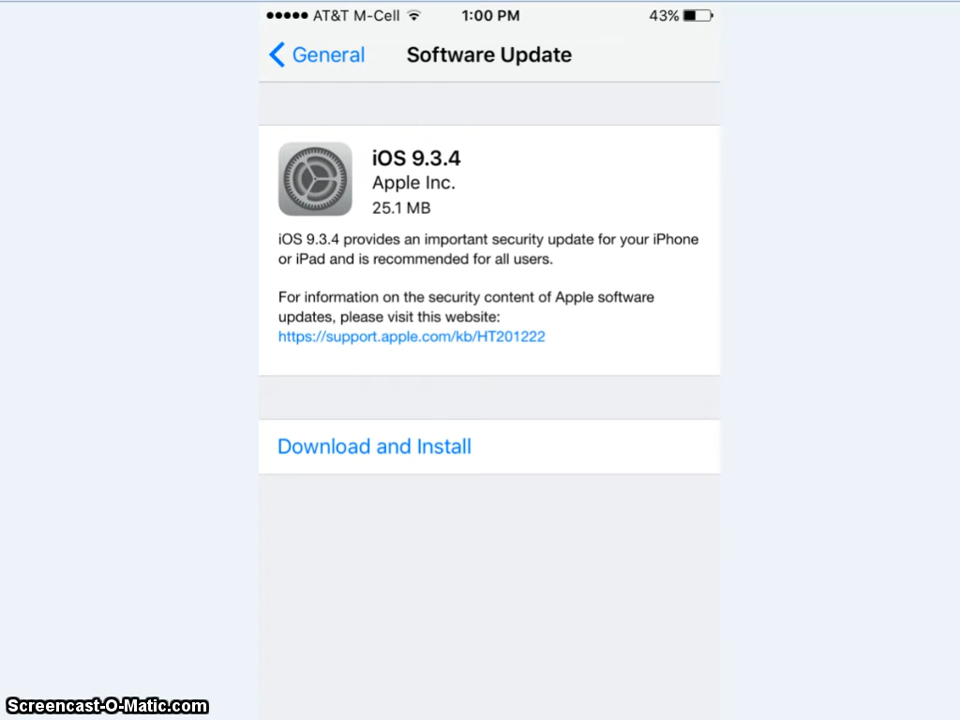 AT&T M-Cell 1:00 PM 43%
General Software Update
iOS 9.3.4
Apple Inc.
25.1 MB
iOS 9.3.4 provides an important security update for your iPhone
or iPad and is recommended for all users.
For information on the security content of Apple software
updates, please visit this website:
https://support.apple.com/kb/HT201222
Download and Install
Screencast-O-Matic.com